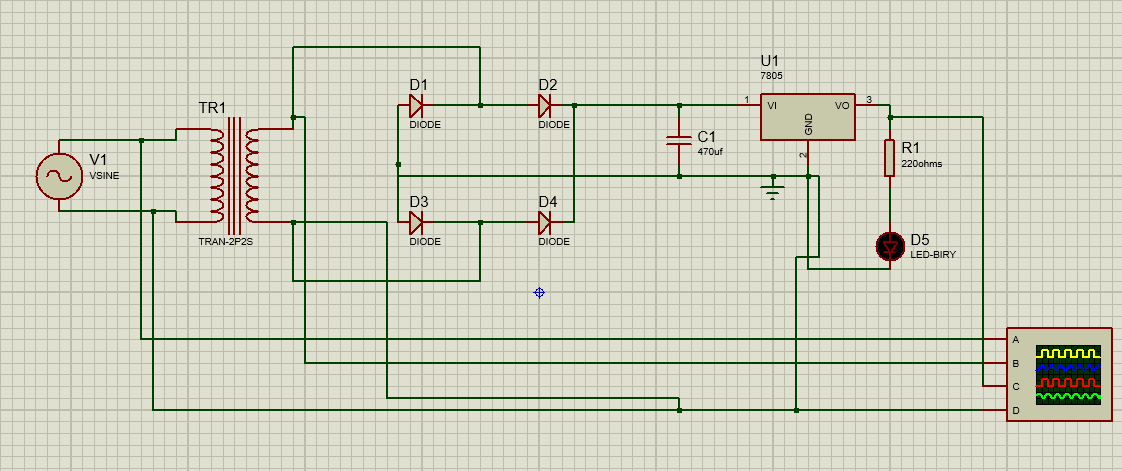 U1
7805
D1
D2
TR1
1
VI
VO
3
DIODE
DIODE
GND
C1
470uf
R1
220ohms
V1
VSINE
2
D3
D4
TRAN-2P2S
DIODE
DIODE
D5
LED-BIRY
A
B
C
D